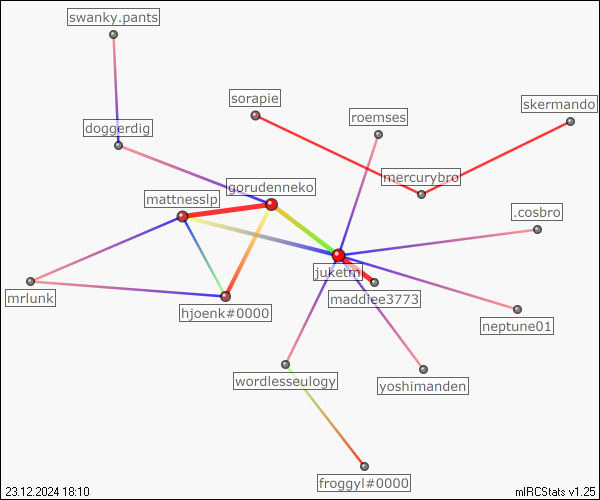 swanky.pants
sorapie
skermando
roemses
doggerdig
mercurybro
gorudenneko
mattnesslp
.cosbro
juketm
mrlunk
maddiee3773
hjoenk#0000
neptune01
wordlesseulogy
yoshimanden
froggyl#0000
23.12.2024 18:10
mIRCStats v1.25